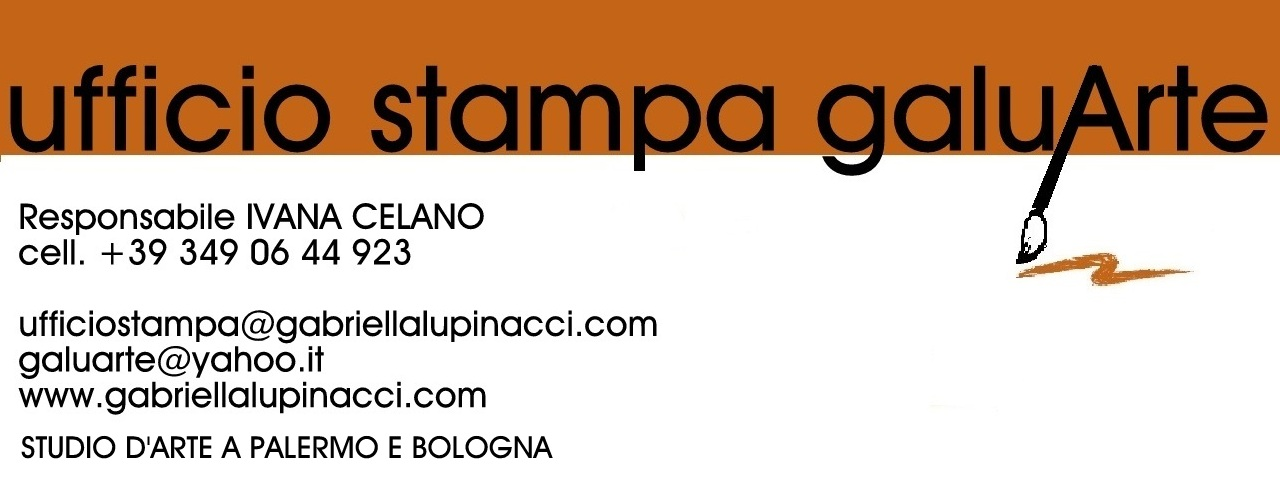 ufficio stampa galuArte
Responsabile IVANA CELANO
cell. +39 349 06 44 923
ufficiostampa@gabriellalupinacci.com
galuarte@yahoo.it
www.gabriellalupinacci.com
STUDIO D'ARTE A PALERMO E BOLOGNA